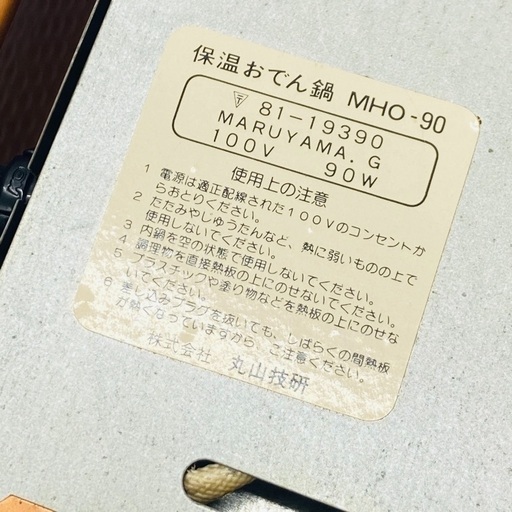 保温おでん鍋 MHO-90
〒 81-19390
MARUYAMA. G
100V 90W
使用上の注意
1 電源は適正配線された100Vのコンセントか
らおとりください。
2 たたみやじゅうたんなど、熱に弱いものの上で
使用しないでください。
3 内鍋を空の状態で使用しないでください。
4 調理物を直接熱板の上にのせないでください。
5 プラスチックや塗り物などを熱板の上にのせな
いでください。
6 差し込みプラグを抜いても、しばらくの間熱板
が熱くなっていますから、ご注意ください。
株式会社 丸山技研